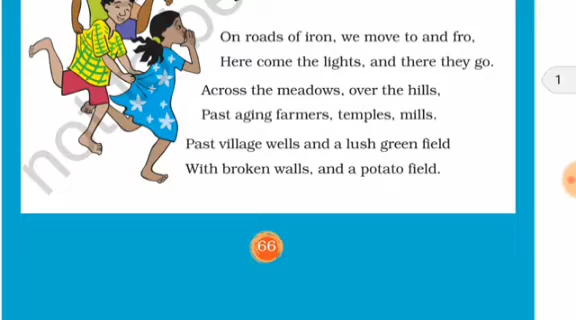 On roads of iron, we move to and fro,
Here come the lights, and there they go.
Across the meadows, over the hills,
Past aging farmers, temples, mills.
Past village wells and a lush green field
With broken walls, and a potato field.
66
1